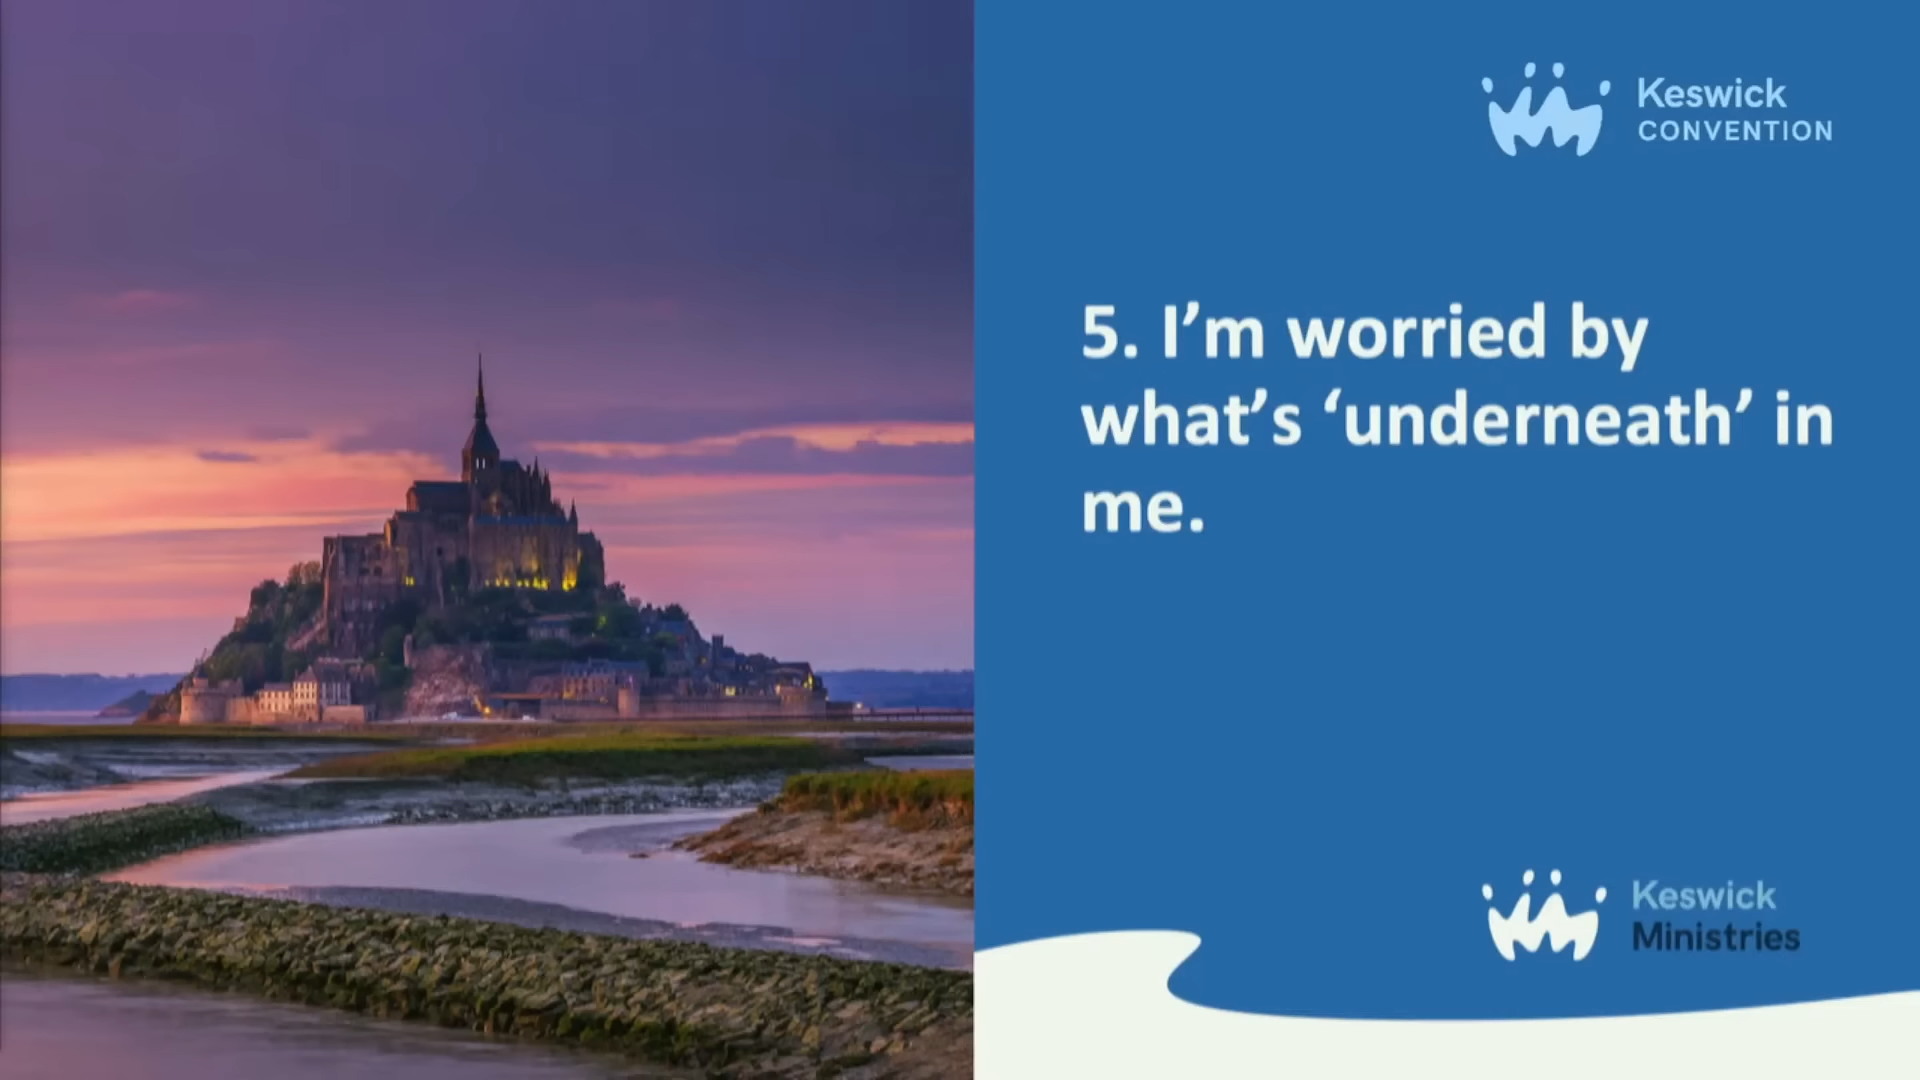 Keswick
CONVENTION
5. I’m worried by
what’s ‘underneath’ in
me.
Keswick
Ministries